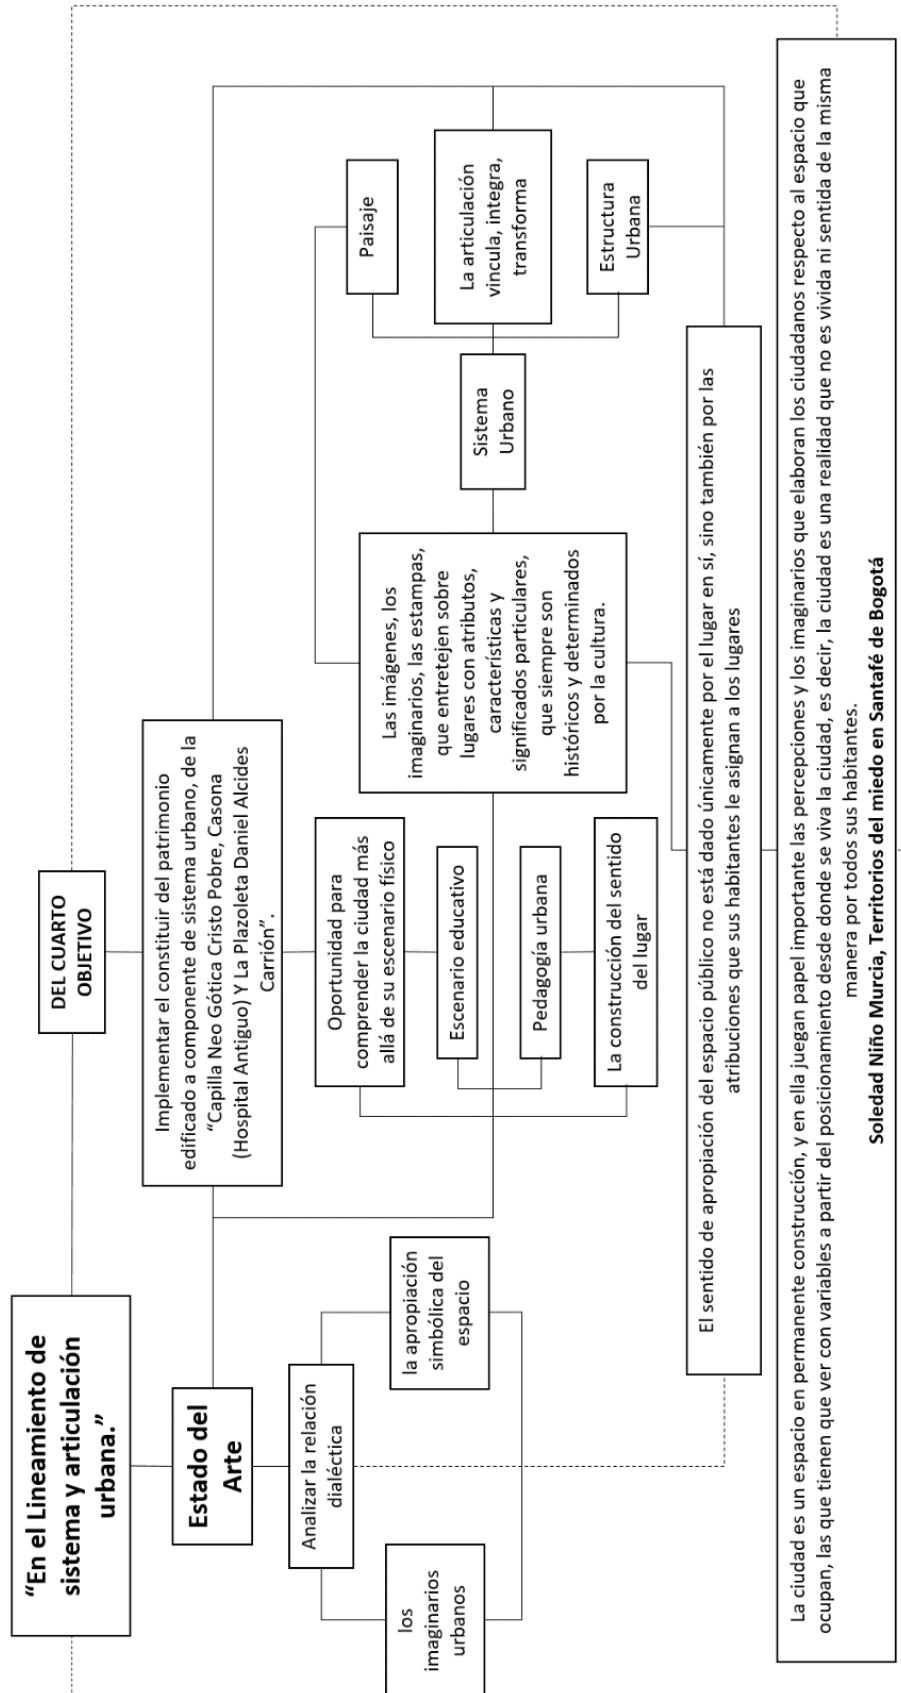 “En el Lineamiento de
sistema y articulación
urbana.”
DEL CUARTO
OBJETIVO
Estado del
Arte
Implementar el constituir del patrimonio
edificado a componente de sistema urbano, de la
“Capilla Neo Gótica Cristo Pobre, Casona
(Hospital Antiguo) Y La Plazoleta Daniel Alcides
Carrión”.
Analizar la relación
dialéctica
los
imaginarios
urbanos
la apropiación
simbólica del
espacio
Oportunidad para
comprender la ciudad más
allá de su escenario físico
Escenario educativo
Pedagogía urbana
La construcción del sentido
del lugar
Las imágenes, los
imaginarios, las estampas,
que entretejen sobre
lugares con atributos,
características y
significados particulares,
que siempre son
históricos y determinados
por la cultura.
Sistema
Urbano
Paisaje
La articulación
vincula, integra,
transforma
Estructura
Urbana
El sentido de apropiación del espacio público no está dado únicamente por el lugar en sí, sino también por las
atribuciones que sus habitantes le asignan a los lugares
La ciudad es un espacio en permanente construcción, y en ella juegan papel importante las percepciones y los imaginarios que elaboran los ciudadanos respecto al espacio que
ocupan, las que tienen que ver con variables a partir del posicionamiento desde donde se viva la ciudad, es decir, la ciudad es una realidad que no es vivida ni sentida de la misma
manera por todos sus habitantes.
Soledad Niño Murcia, Territorios del miedo en Santafé de Bogotá